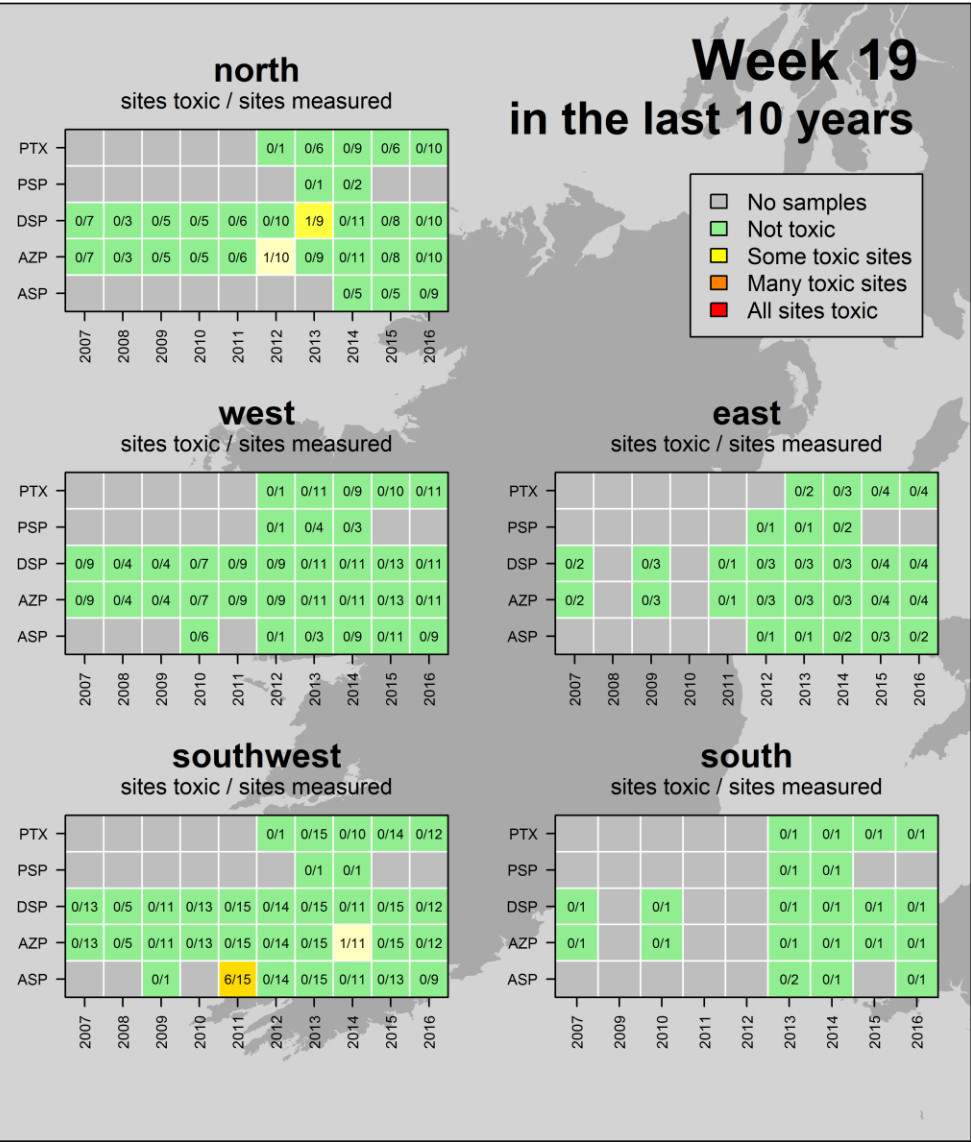 Week 19
in the last 10 years
No samples
Not toxic
Some toxic sites
Many toxic sites
All sites toxic
north
sites toxic / sites measured
PTX 0/1 0/6 0/9 0/6 0/10
PSP 0/1 0/2
DSP 0/7 0/3 0/5 0/5 0/6 0/10 1/9 0/11 0/8 0/10
AZP 0/7 0/3 0/5 0/5 0/6 1/10 0/9 0/11 0/8 0/10
ASP 0/5 0/5 0/9
2007 2008 2009 2010 2011 2012 2013 2014 2015 2016
west
sites toxic / sites measured
PTX 0/1 0/11 0/9 0/10 0/11
PSP 0/1 0/4 0/3
DSP 0/9 0/4 0/4 0/7 0/9 0/9 0/11 0/11 0/13 0/11
AZP 0/9 0/4 0/4 0/7 0/9 0/9 0/11 0/11 0/13 0/11
ASP 0/6 0/1 0/3 0/9 0/11 0/9
2007 2008 2009 2010 2011 2012 2013 2014 2015 2016
east
sites toxic / sites measured
PTX 0/2 0/3 0/4 0/4
PSP 0/1 0/1 0/2
DSP 0/2 0/3 0/1 0/3 0/3 0/3 0/4 0/4
AZP 0/2 0/3 0/1 0/3 0/3 0/3 0/4 0/4
ASP 0/1 0/1 0/2 0/3 0/2
2007 2008 2009 2010 2011 2012 2013 2014 2015 2016
southwest
sites toxic / sites measured
PTX 0/1 0/15 0/10 0/14 0/12
PSP 0/1 0/1
DSP 0/13 0/5 0/11 0/13 0/15 0/14 0/15 0/11 0/15 0/12
AZP 0/13 0/5 0/11 0/13 0/15 0/14 0/15 1/11 0/15 0/12
ASP 0/1 6/15 0/14 0/15 0/11 0/13 0/9
2007 2008 2009 2010 2011 2012 2013 2014 2015 2016
south
sites toxic / sites measured
PTX 0/1 0/1 0/1 0/1
PSP 0/1 0/1
DSP 0/1 0/1 0/1 0/1 0/1 0/1
AZP 0/1 0/1 0/1 0/1 0/1 0/1
ASP 0/2 0/1 0/1
2007 2009 2010 2011 2012 2013 2014 2015 2016